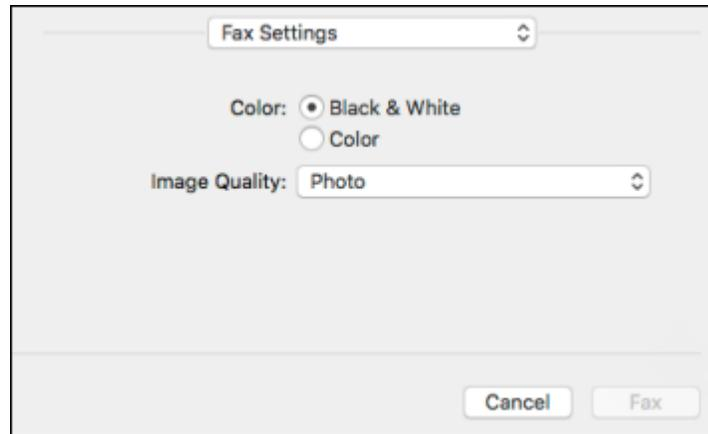 Fax Settings
Color: Black & White
Color
Image Quality: Photo
Cancel Fax